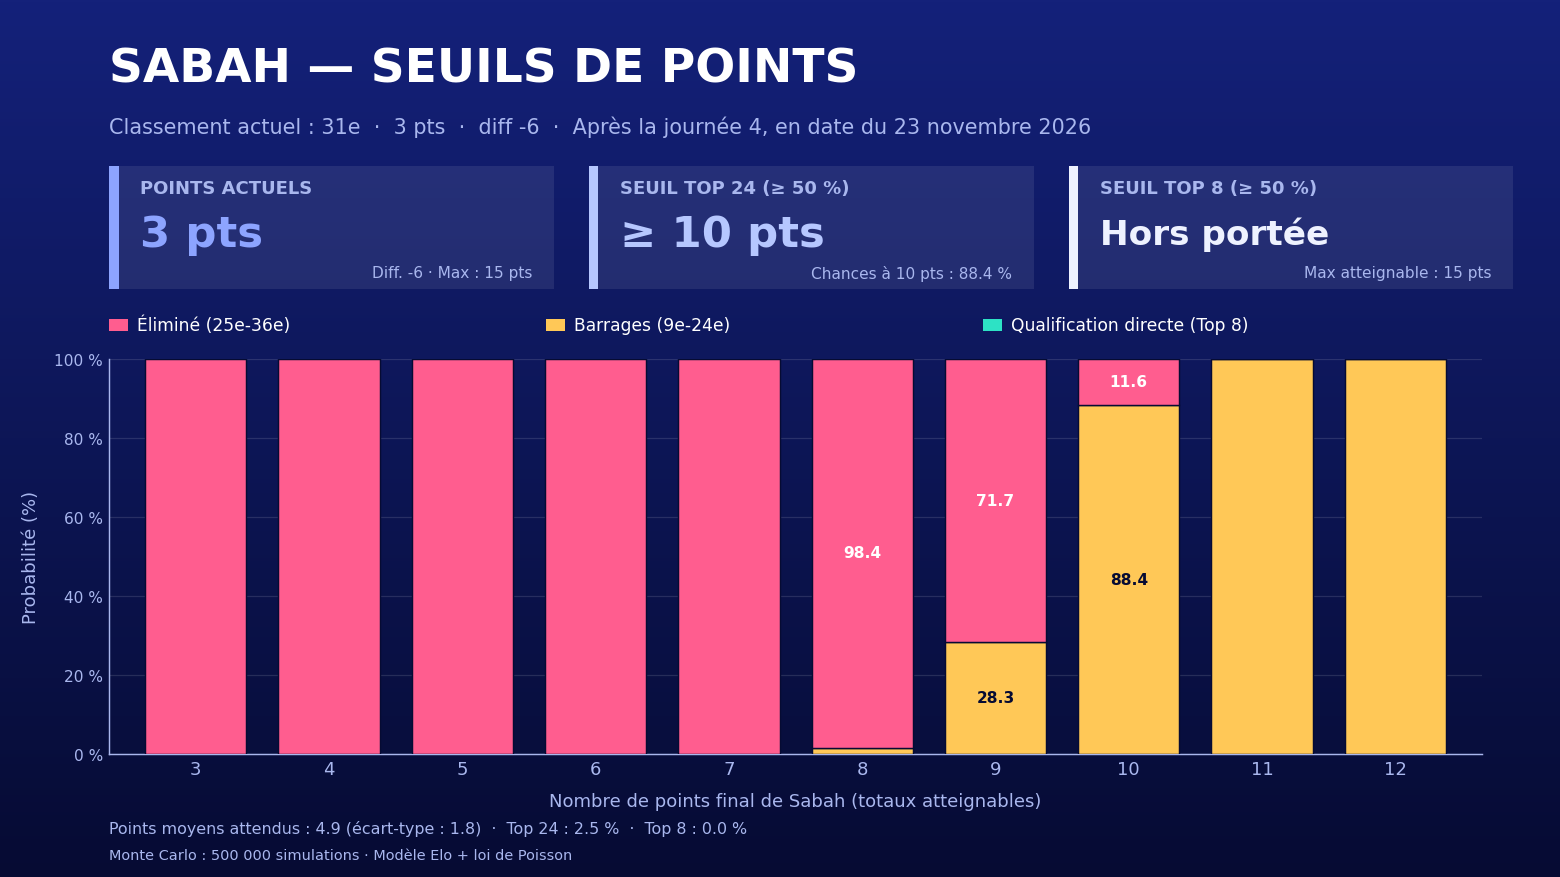 SABAH — SEUILS DE POINTS
Classement actuel : 31e · 3 pts · diff -6 · Après la journée 4, en date du 23 novembre 2026
POINTS ACTUELS
3 pts
Diff. -6 · Max : 15 pts
SEUIL TOP 24 (≥ 50 %)
≥ 10 pts
Chances à 10 pts : 88.4 %
SEUIL TOP 8 (≥ 50 %)
Hors portée
Max atteignable : 15 pts
Éliminé (25e-36e)
Barrages (9e-24e)
Qualification directe (Top 8)
Probabilité (%)
100 %
80 %
60 %
40 %
20 %
0 %
98.4
71.7
28.3
11.6
88.4
3 4 5 6 7 8 9 10 11 12
Nombre de points final de Sabah (totaux atteignables)
Points moyens attendus : 4.9 (écart-type : 1.8) · Top 24 : 2.5 % · Top 8 : 0.0 %
Monte Carlo : 500 000 simulations · Modèle Elo + loi de Poisson